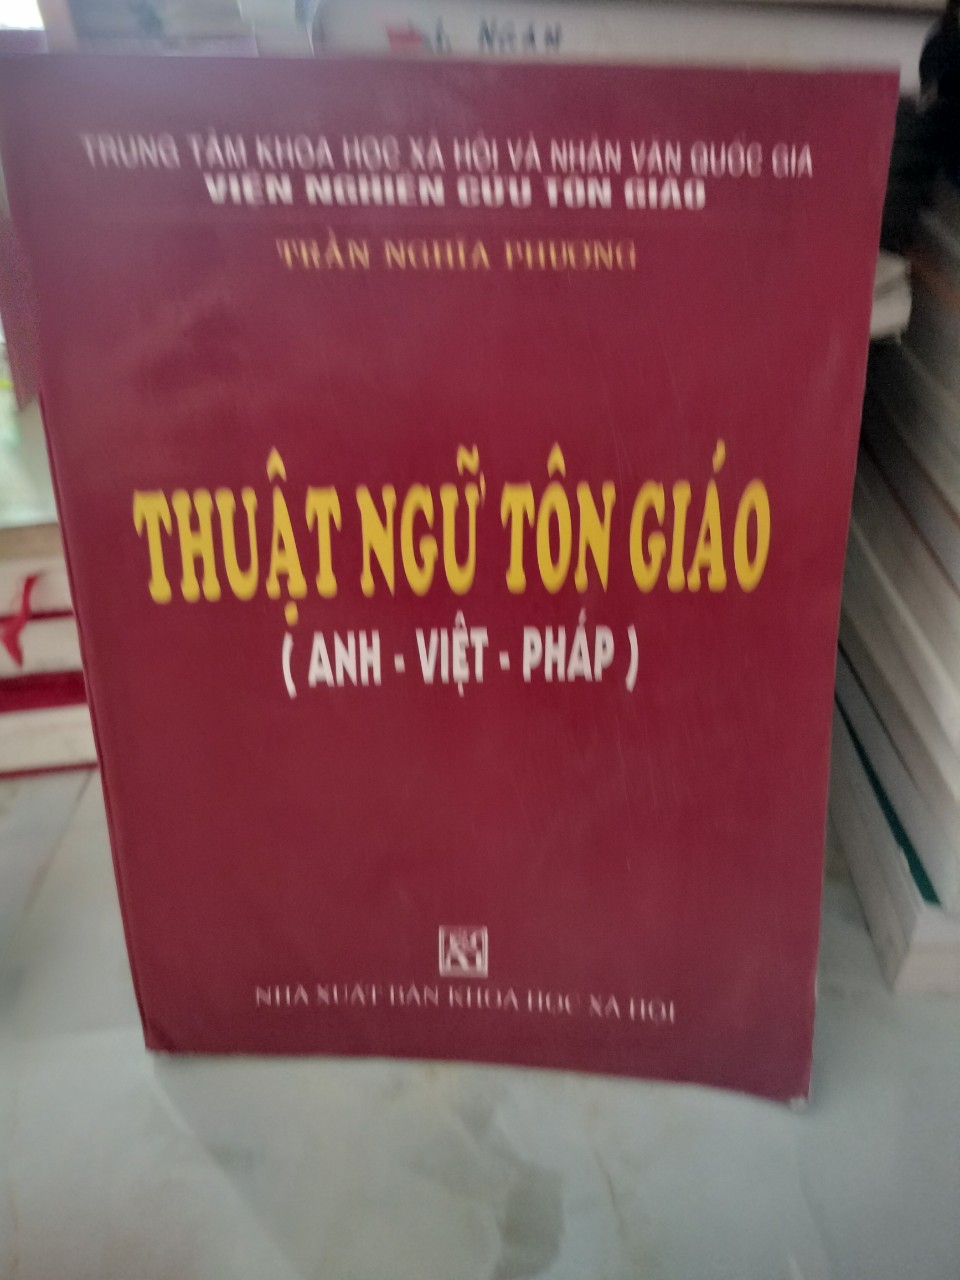 NGÂN
TRUNG TÂM KHOA HỌC XÃ HỘI VÀ NHÂN VĂN QUỐC GIA
VIỆN NGHIÊN CỨU TÔN GIÁO
TRẦN NGHĨA PHƯƠNG
THUẬT NGỮ TÔN GIÁO
( ANH - VIỆT - PHÁP )
NHÀ XUẤT BẢN KHOA HỌC XÃ HỘI